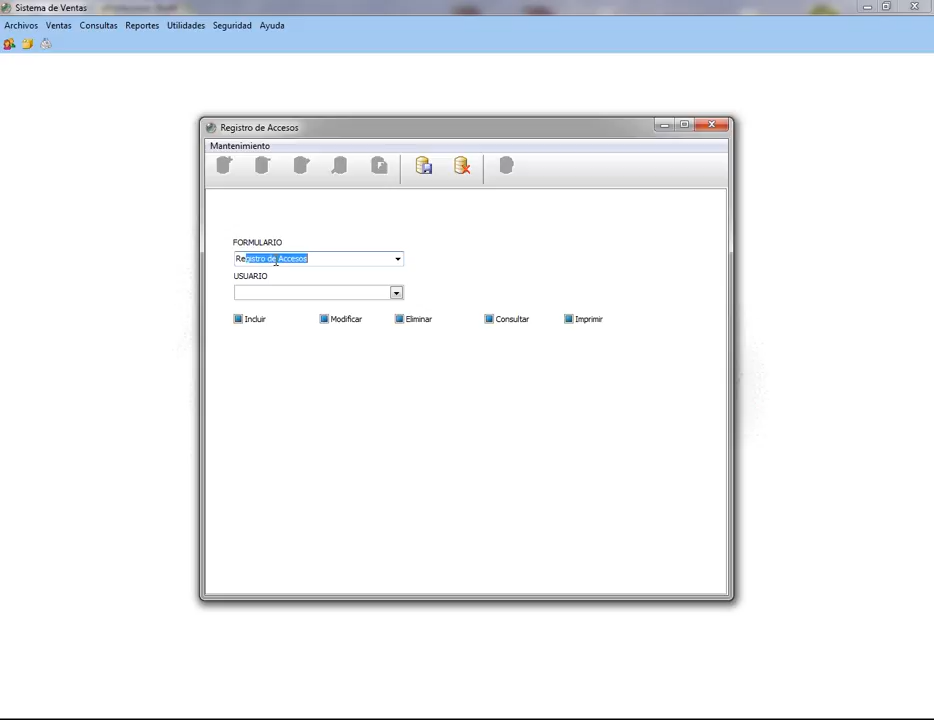 Sistema de Ventas
Archivos Ventas Consultas Reportes Utilidades Seguridad Ayuda
Registro de Accesos
Mantenimiento
FORMULARIO
Registro de Accesos
USUARIO
Incluir Modificar Eliminar Consultar Imprimir